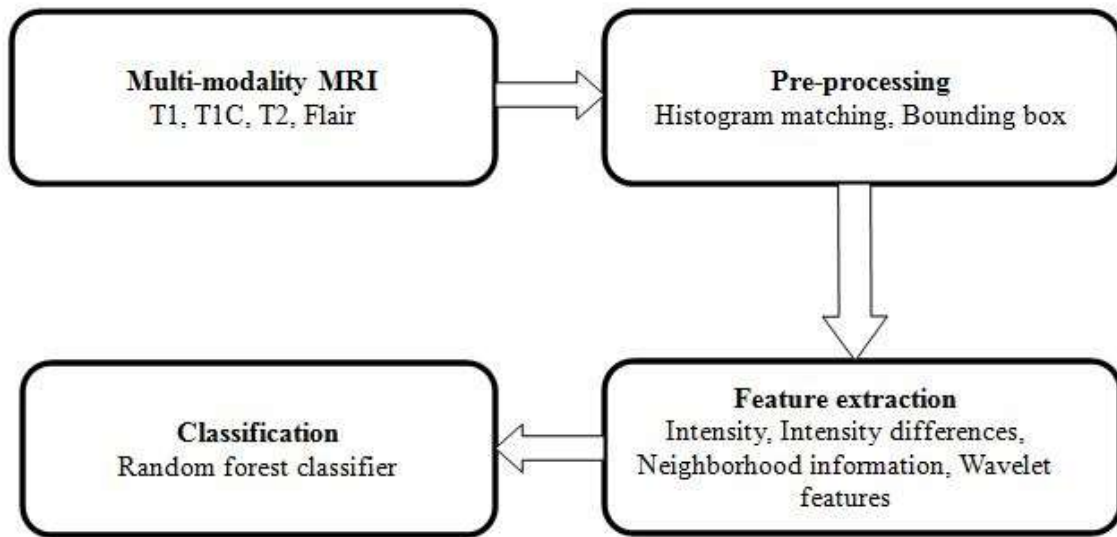 Multi-modality MRI
T1, T1C, T2, Flair
Pre-processing
Histogram matching, Bounding box
Feature extraction
Intensity, Intensity differences,
Neighborhood information, Wavelet
features
Classification
Random forest classifier